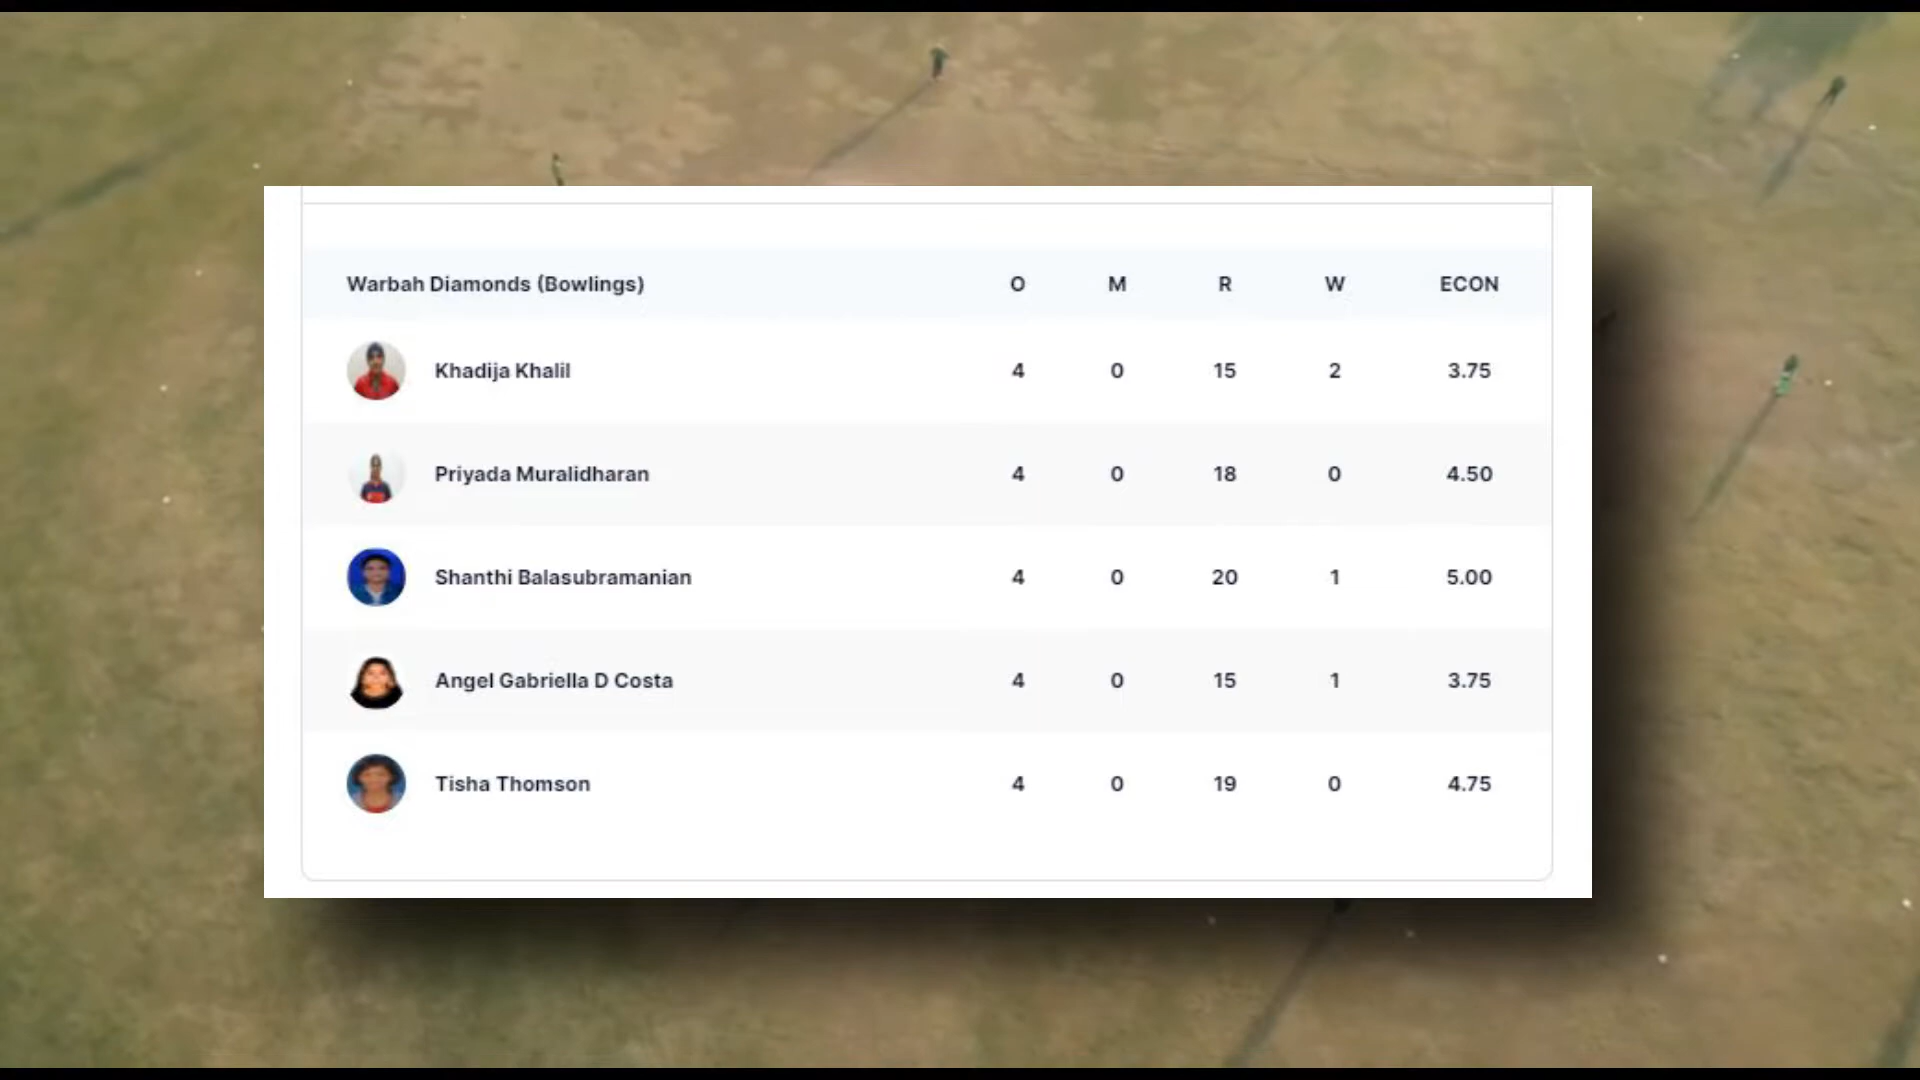 Warbah Diamonds (Bowlings) O M R W ECON
Khadija Khalil 4 0 15 2 3.75
Priyada Muralidharan 4 0 18 0 4.50
Shanthi Balasubramanian 4 0 20 1 5.00
Angel Gabriella D Costa 4 0 15 1 3.75
Tisha Thomson 4 0 19 0 4.75